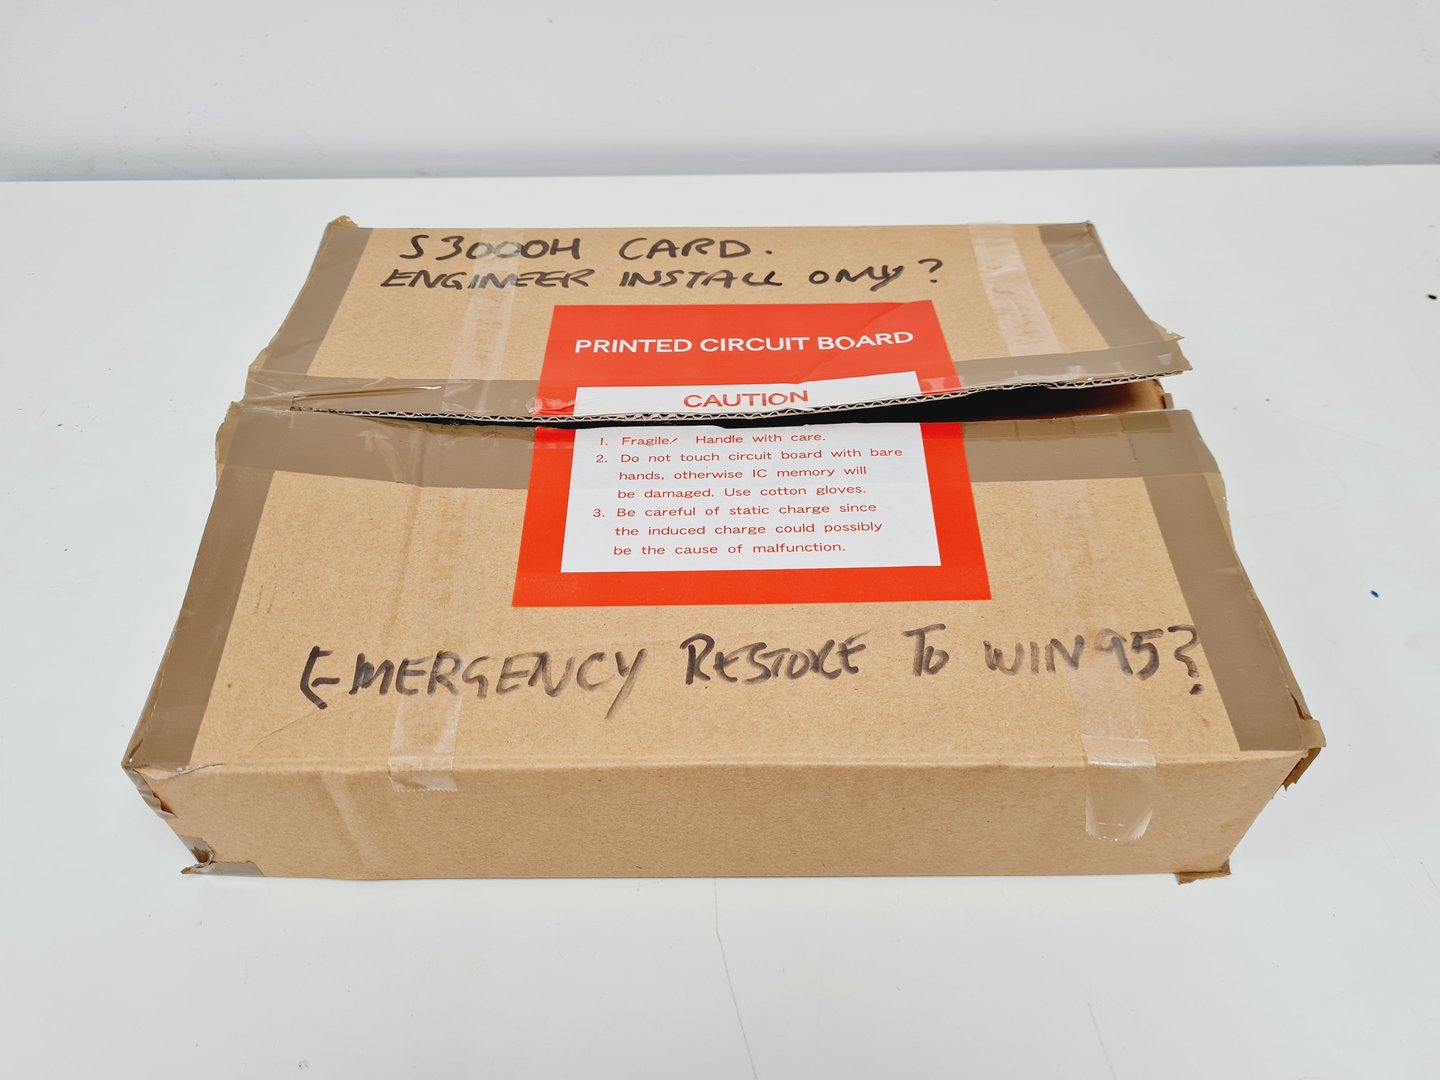 S3000H CARD.
ENGINEER INSTALL ONLY?
PRINTED CIRCUIT BOARD
CAUTION
1. Fragile! Handle with care.
2. Do not touch circuit board with bare
hands, otherwise IC memory will
be damaged. Use cotton gloves.
3. Be careful of static charge since
the induced charge could possibly
be the cause of malfunction.
EMERGENCY RESTORE TO WIN95?